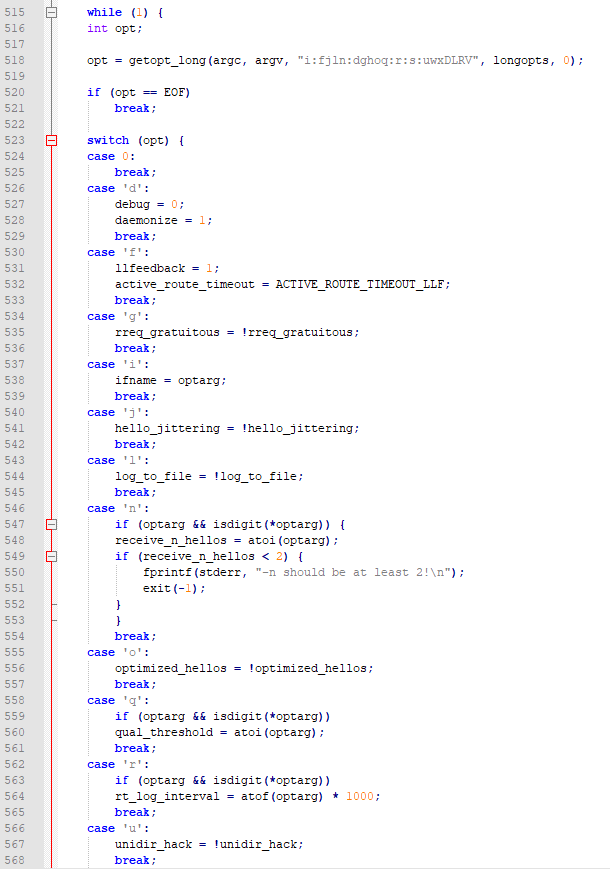 515 while (1) {
516 int opt;
517
518 opt = getopt_long(argc, argv, "i:fjln:dghoq:r:s:uwxDLRV", longopts, 0);
519
520 if (opt == EOF)
521 break;
522
523 switch (opt) {
524 case 0:
525 break;
526 case 'd':
527 debug = 0;
528 daemonize = 1;
529 break;
530 case 'f':
531 llfeedback = 1;
532 active_route_timeout = ACTIVE_ROUTE_TIMEOUT_LLF;
533 break;
534 case 'g':
535 rreq_gratuitous = !rreq_gratuitous;
536 break;
537 case 'i':
538 ifname = optarg;
539 break;
540 case 'j':
541 hello_jittering = !hello_jittering;
542 break;
543 case 'l':
544 log_to_file = !log_to_file;
545 break;
546 case 'n':
547 if (optarg && isdigit(*optarg)) {
548 receive_n_hellos = atoi(optarg);
549 if (receive_n_hellos < 2) {
550 fprintf(stderr, "-n should be at least 2!\n");
551 exit(-1);
552 }
553 }
554 break;
555 case 'o':
556 optimized_hellos = !optimized_hellos;
557 break;
558 case 'q':
559 if (optarg && isdigit(*optarg))
560 qual_threshold = atoi(optarg);
561 break;
562 case 'r':
563 if (optarg && isdigit(*optarg))
564 rt_log_interval = atof(optarg) * 1000;
565 break;
566 case 'u':
567 unidir_hack = !unidir_hack;
568 break;